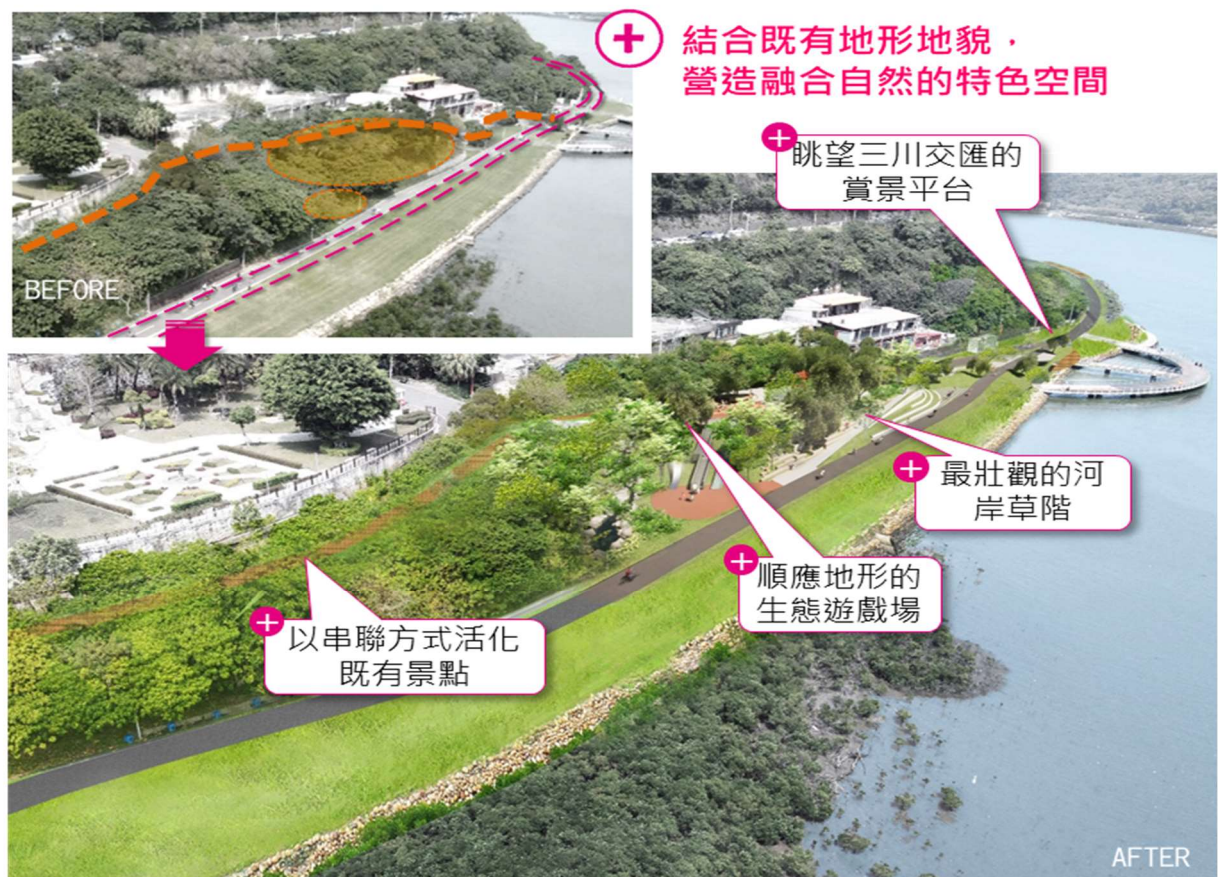 結合既有地形地貌，
營造融合自然的特色空間
眺望三川交匯的
賞景平台
BEFORE
最壯觀的河
岸草階
順應地形的
生態遊戲場
以串聯方式活化
既有景點
AFTER